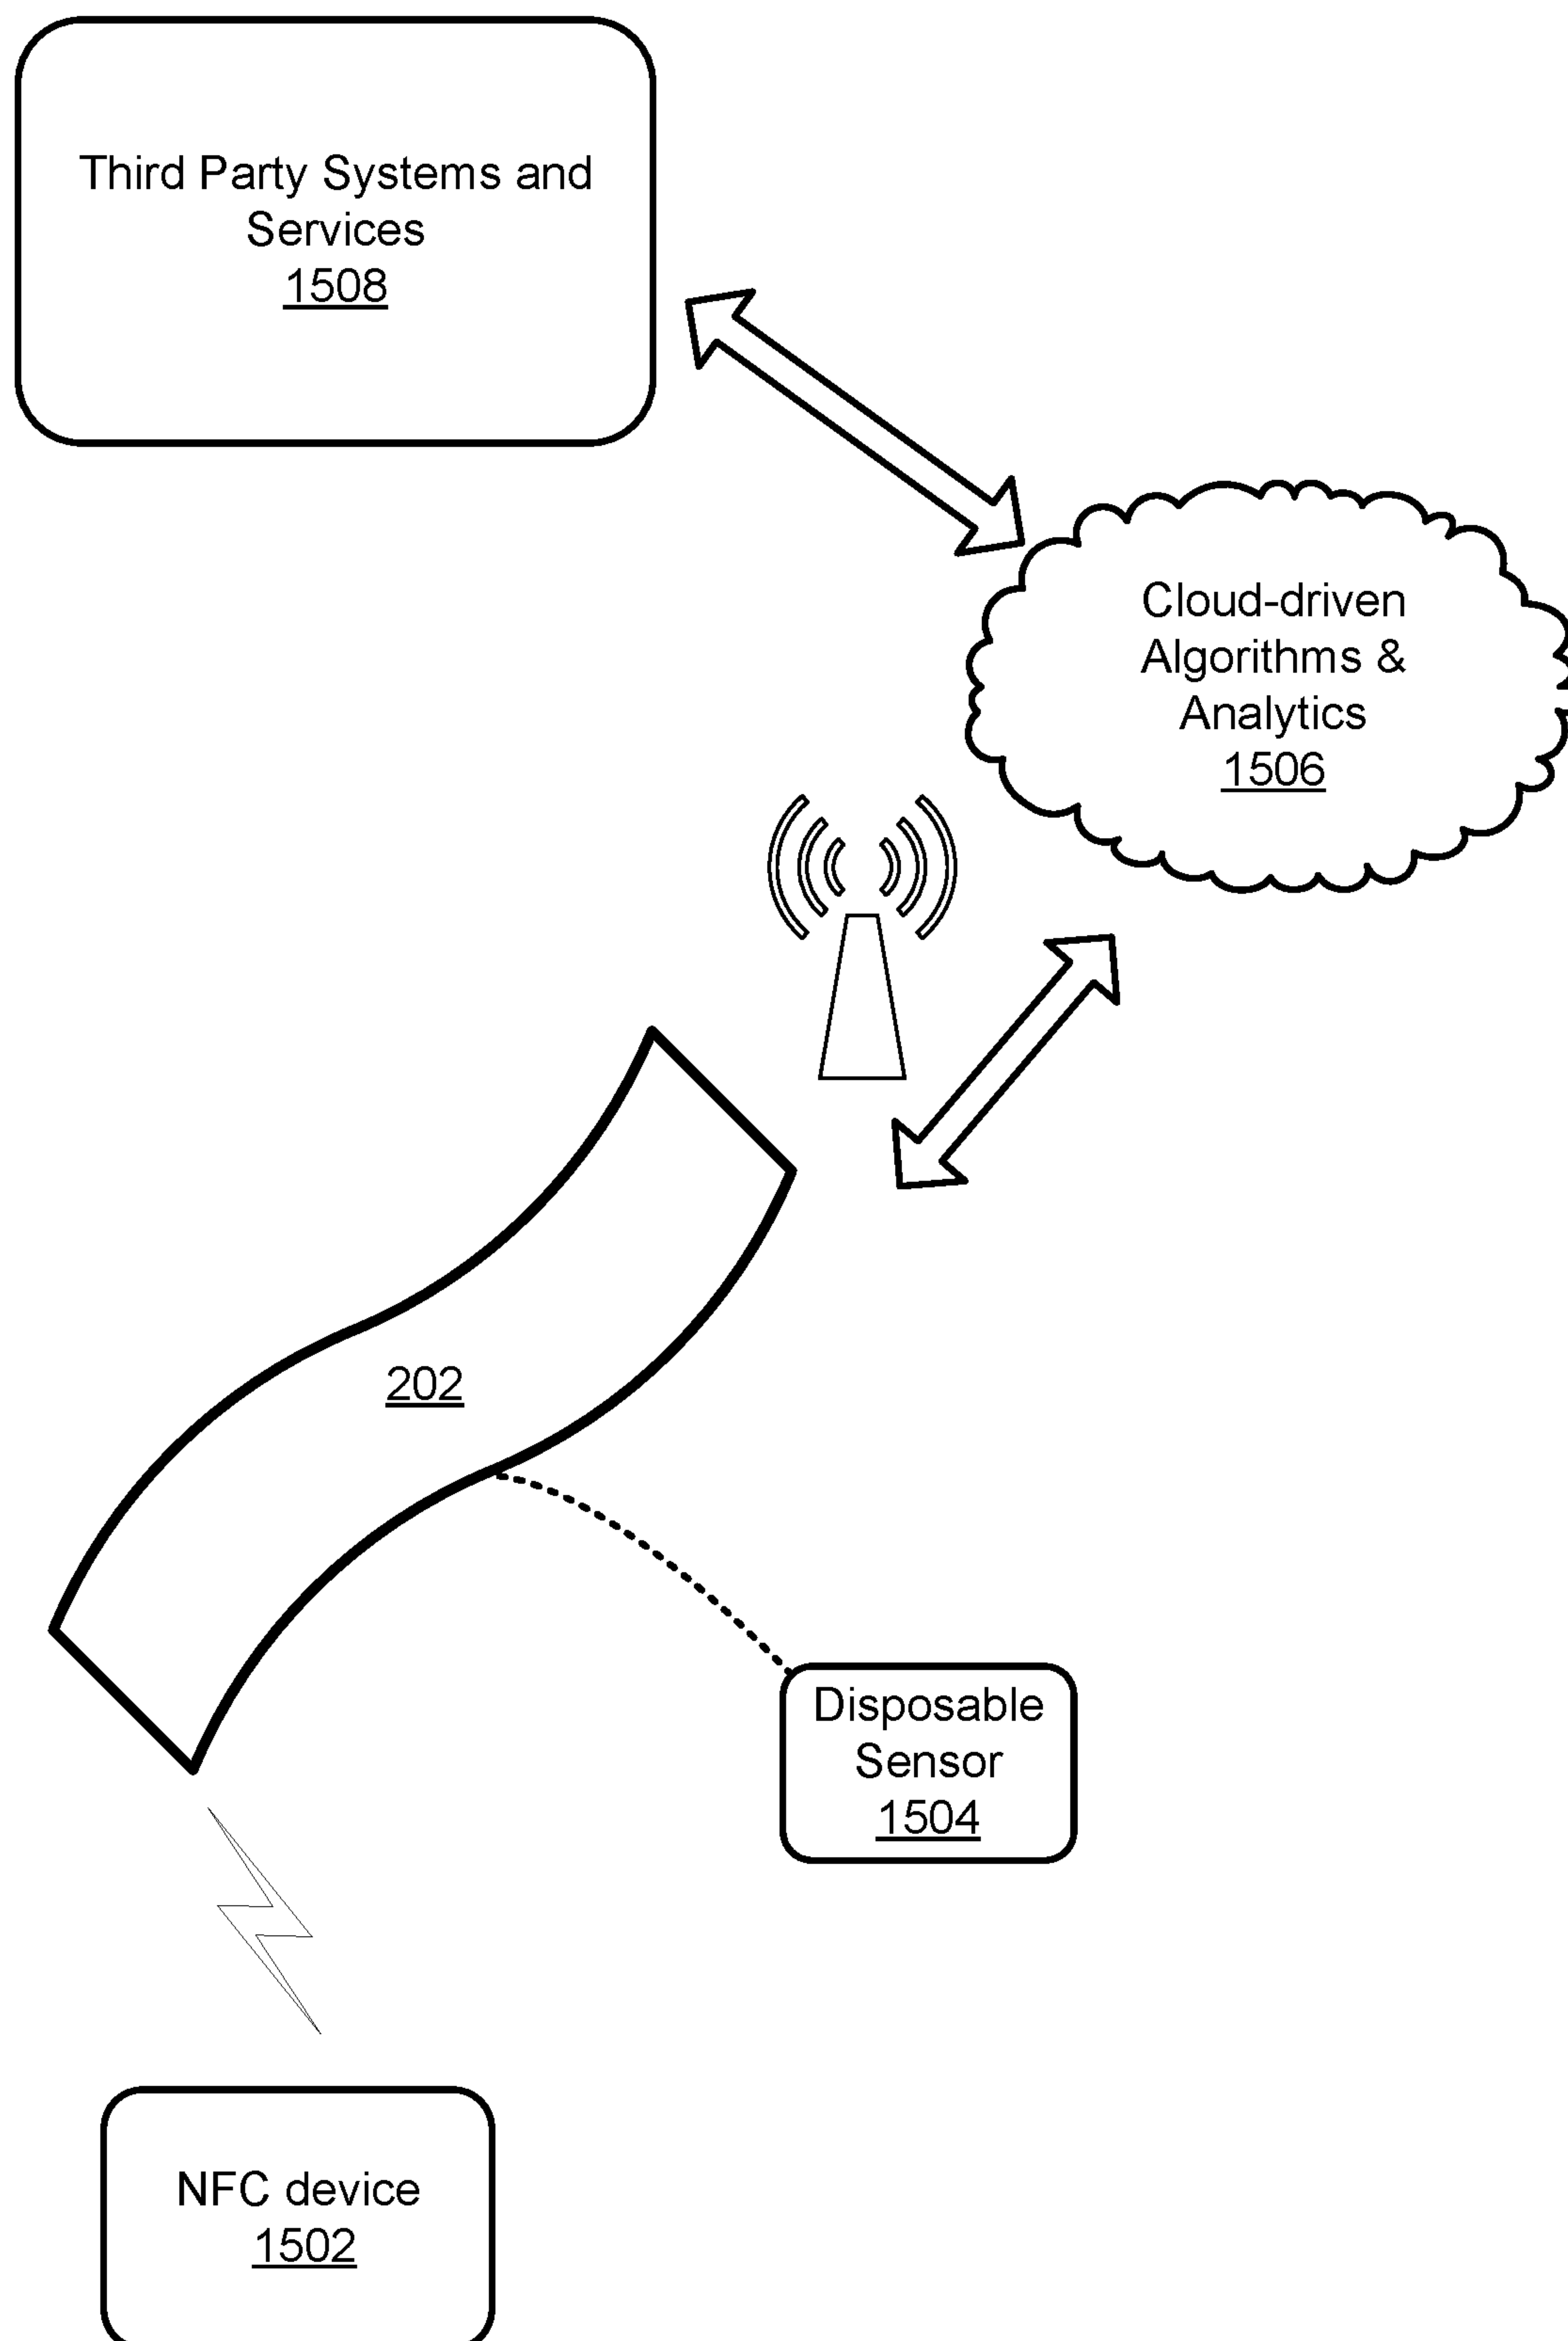 Third Party Systems and
Services
1508
Cloud-driven
Algorithms &
Analytics
1506
202
Disposable
Sensor
1504
NFC device
1502